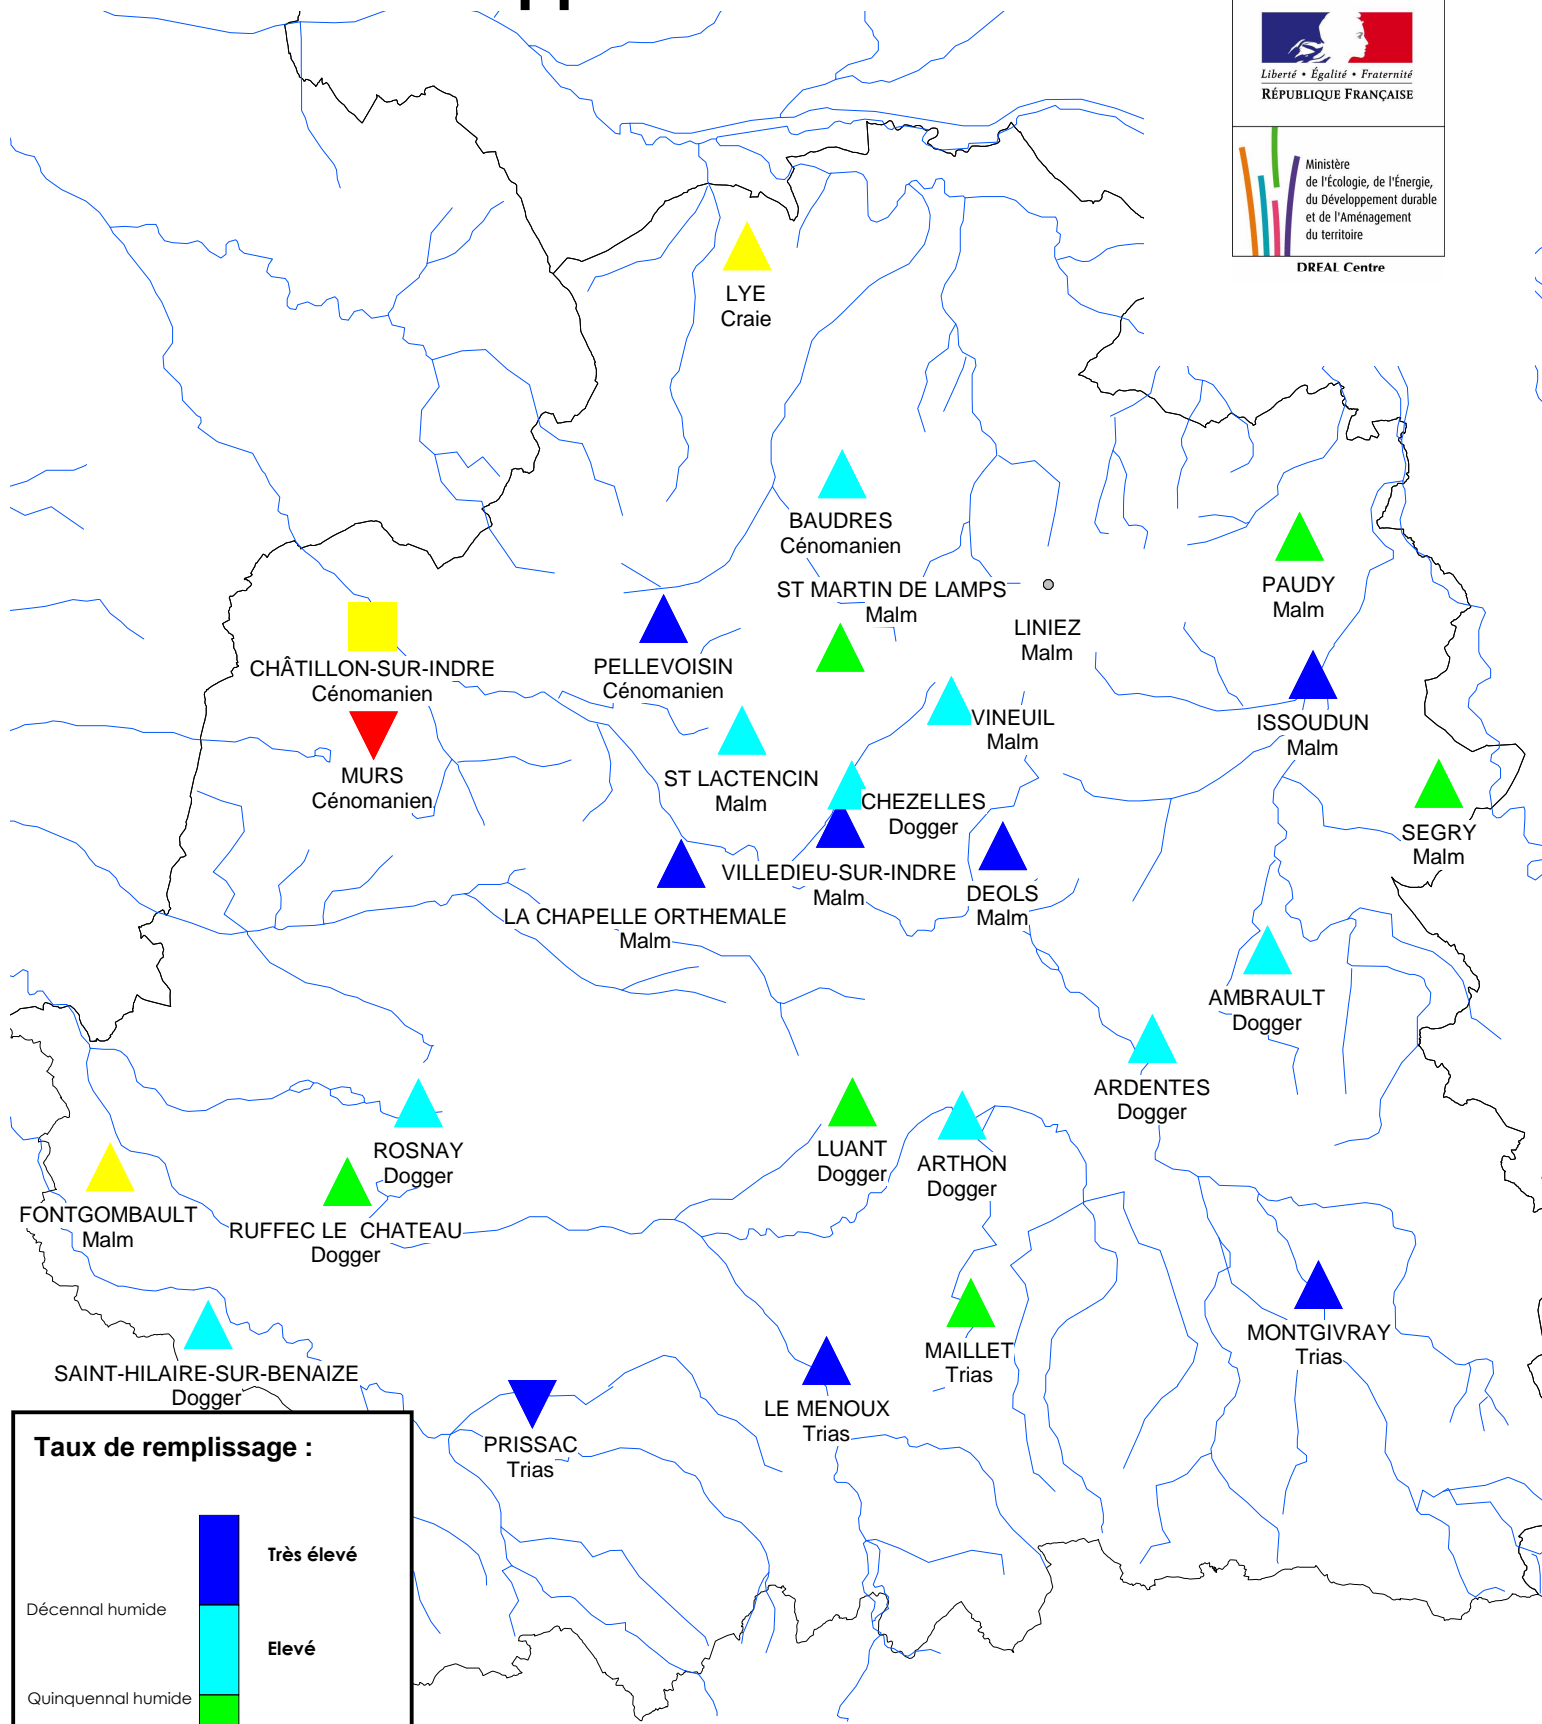 Liberté • Égalité • Fraternité
RÉPUBLIQUE FRANÇAISE
Ministère
de l'Écologie, de l'Énergie,
du Développement durable
et de l'Aménagement
du territoire
DREAL Centre
LYE
Craie
BAUDRES
Cénomanien
ST MARTIN DE LAMPS
Malm
LINIEZ
Malm
PAUDY
Malm
CHÂTILLON-SUR-INDRE
Cénomanien
PELLEVOISIN
Cénomanien
VINEUIL
Malm
ISSOUDUN
Malm
MURS
Cénomanien
ST LACTENCIN
Malm
CHEZELLES
Dogger
SEGRY
Malm
VILLEDIEU-SUR-INDRE
Malm
DEOLS
Malm
LA CHAPELLE ORTHEMALE
Malm
AMBRAULT
Dogger
ARDENTES
Dogger
ROSNAY
Dogger
LUANT
Dogger
ARTHON
Dogger
FONTGOMBAULT
Malm
RUFFEC LE  CHATEAU
Dogger
MONTGIVRAY
Trias
MAILLET
Trias
SAINT-HILAIRE-SUR-BENAIZE
Dogger
LE MENOUX
Trias
PRISSAC
Trias
Taux de remplissage :
Très élevé
Décennal humide
Elevé
Quinquennal humide